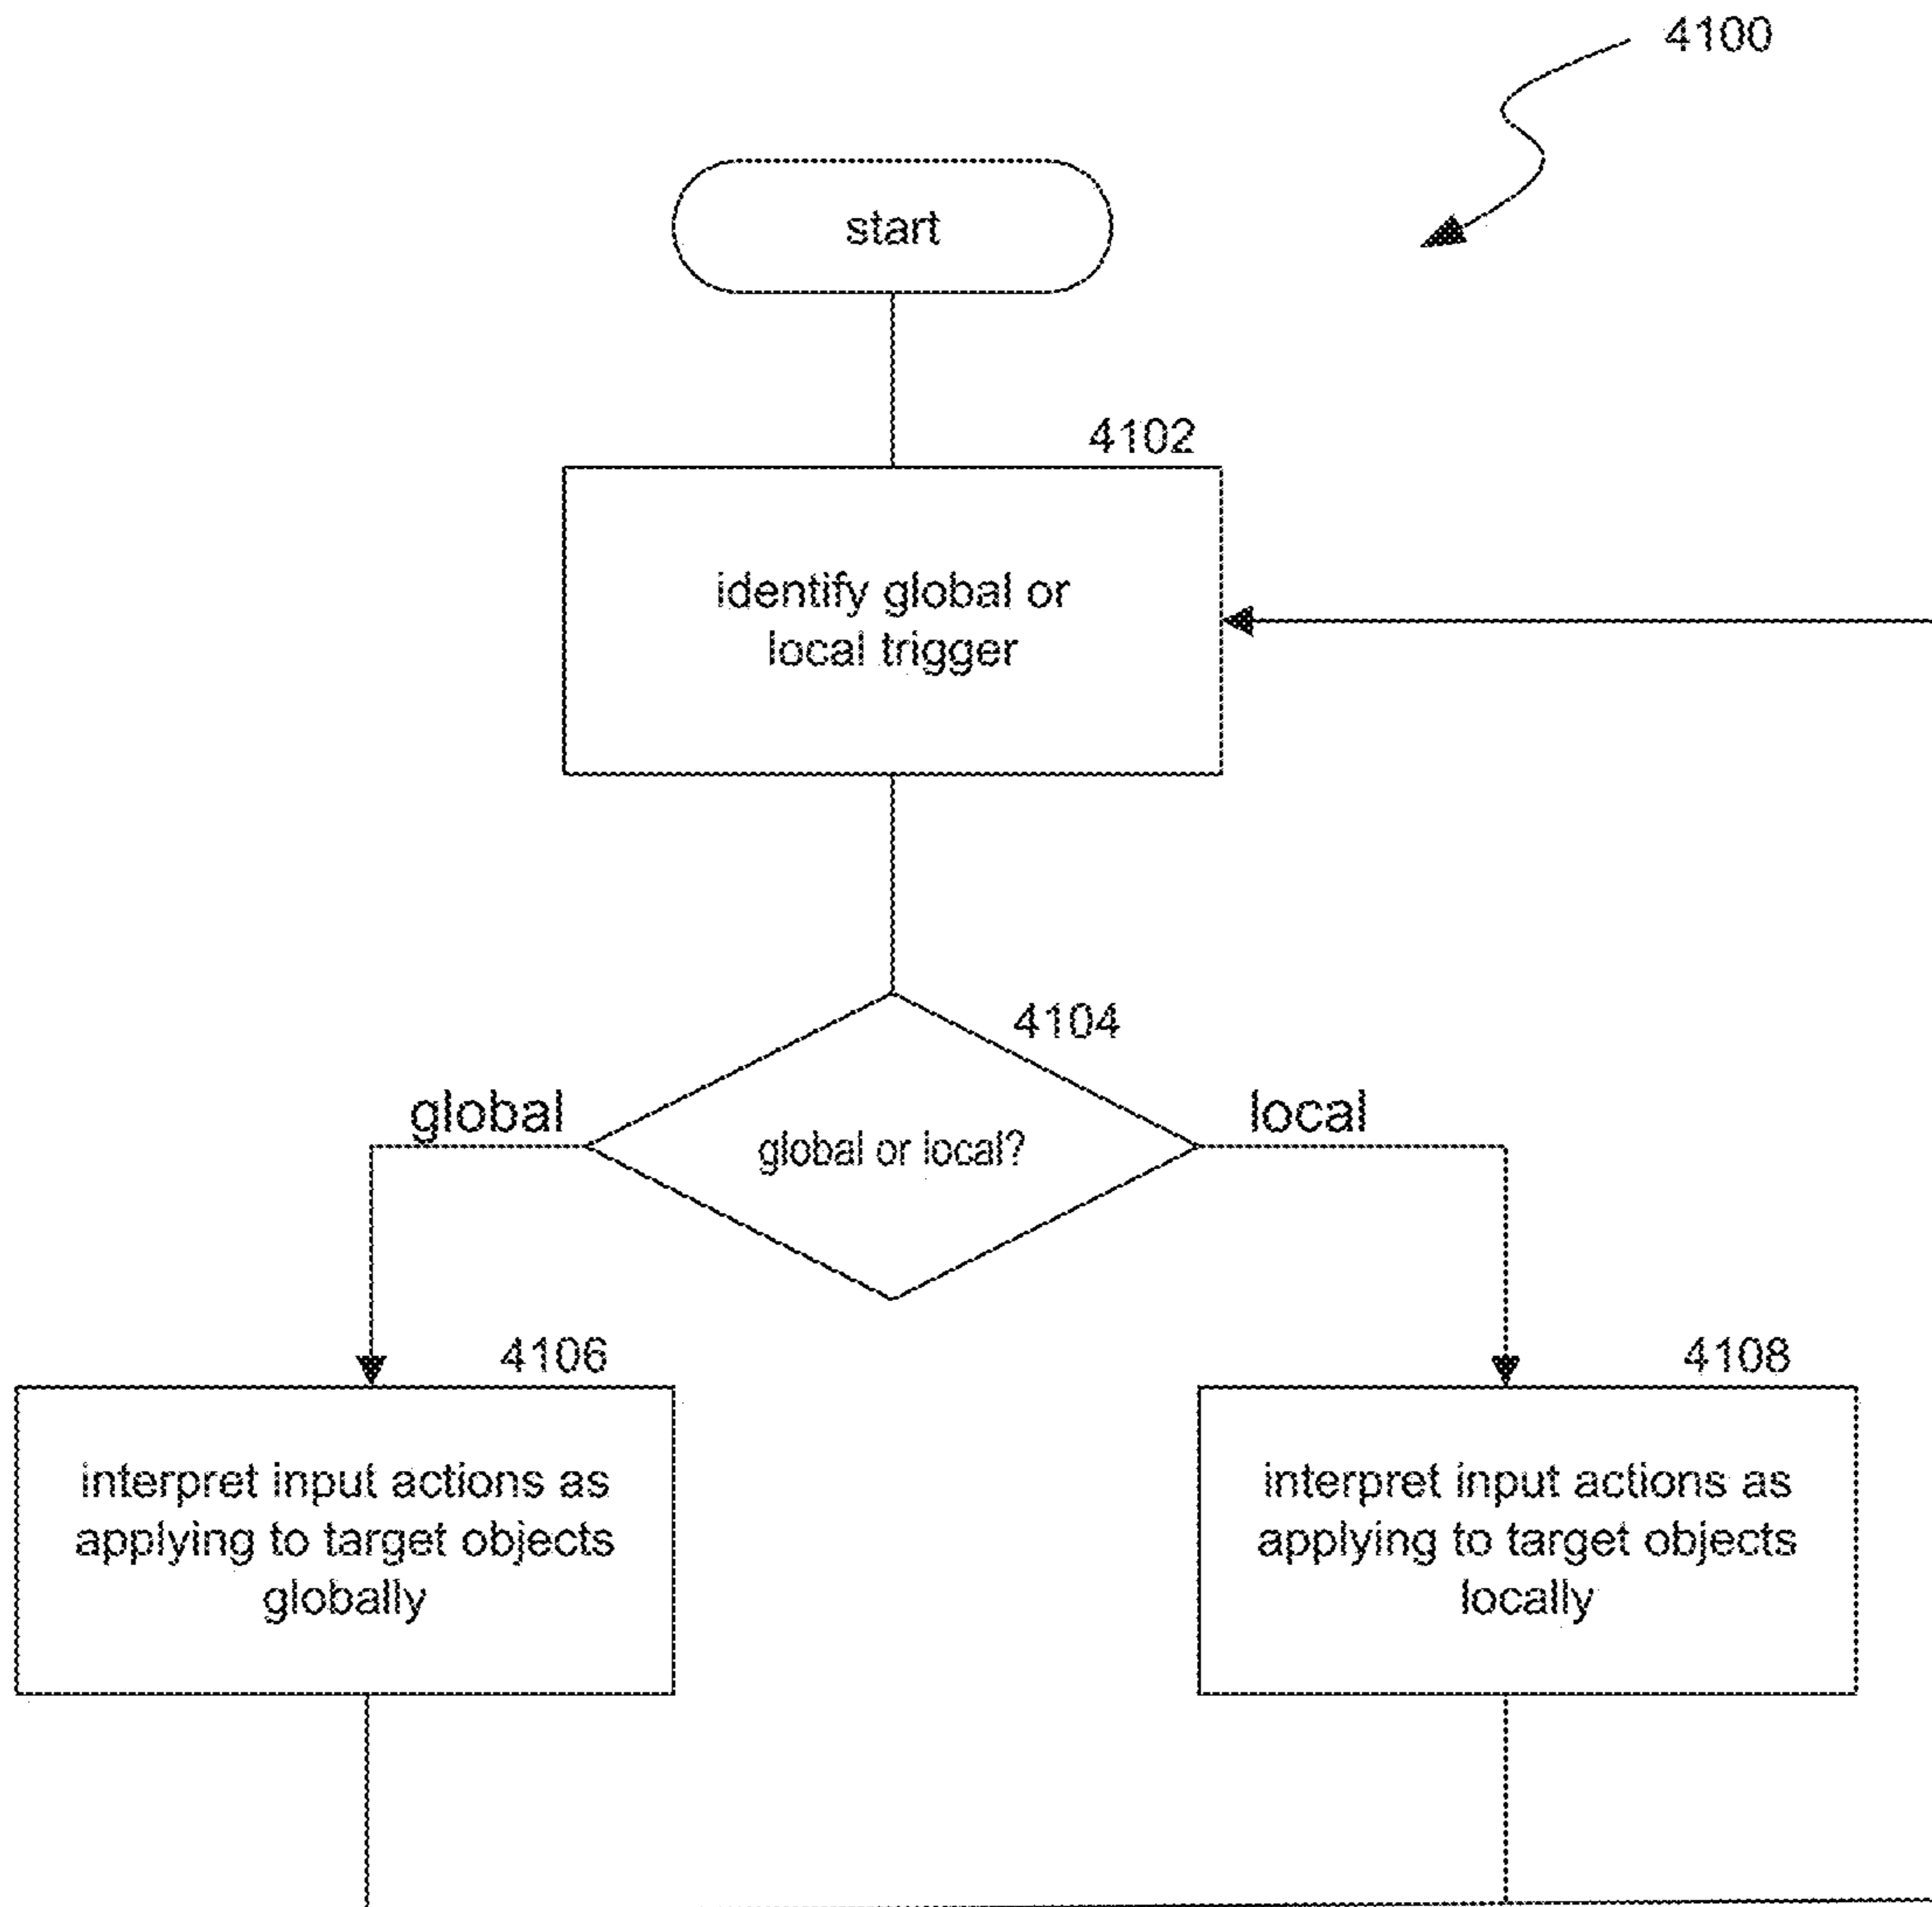 4100
start
4102
identify global or
local trigger
4104
global
global or local?
local
4106
interpret input actions as
applying to target objects
globally
4108
interpret input actions as
applying to target objects
locally